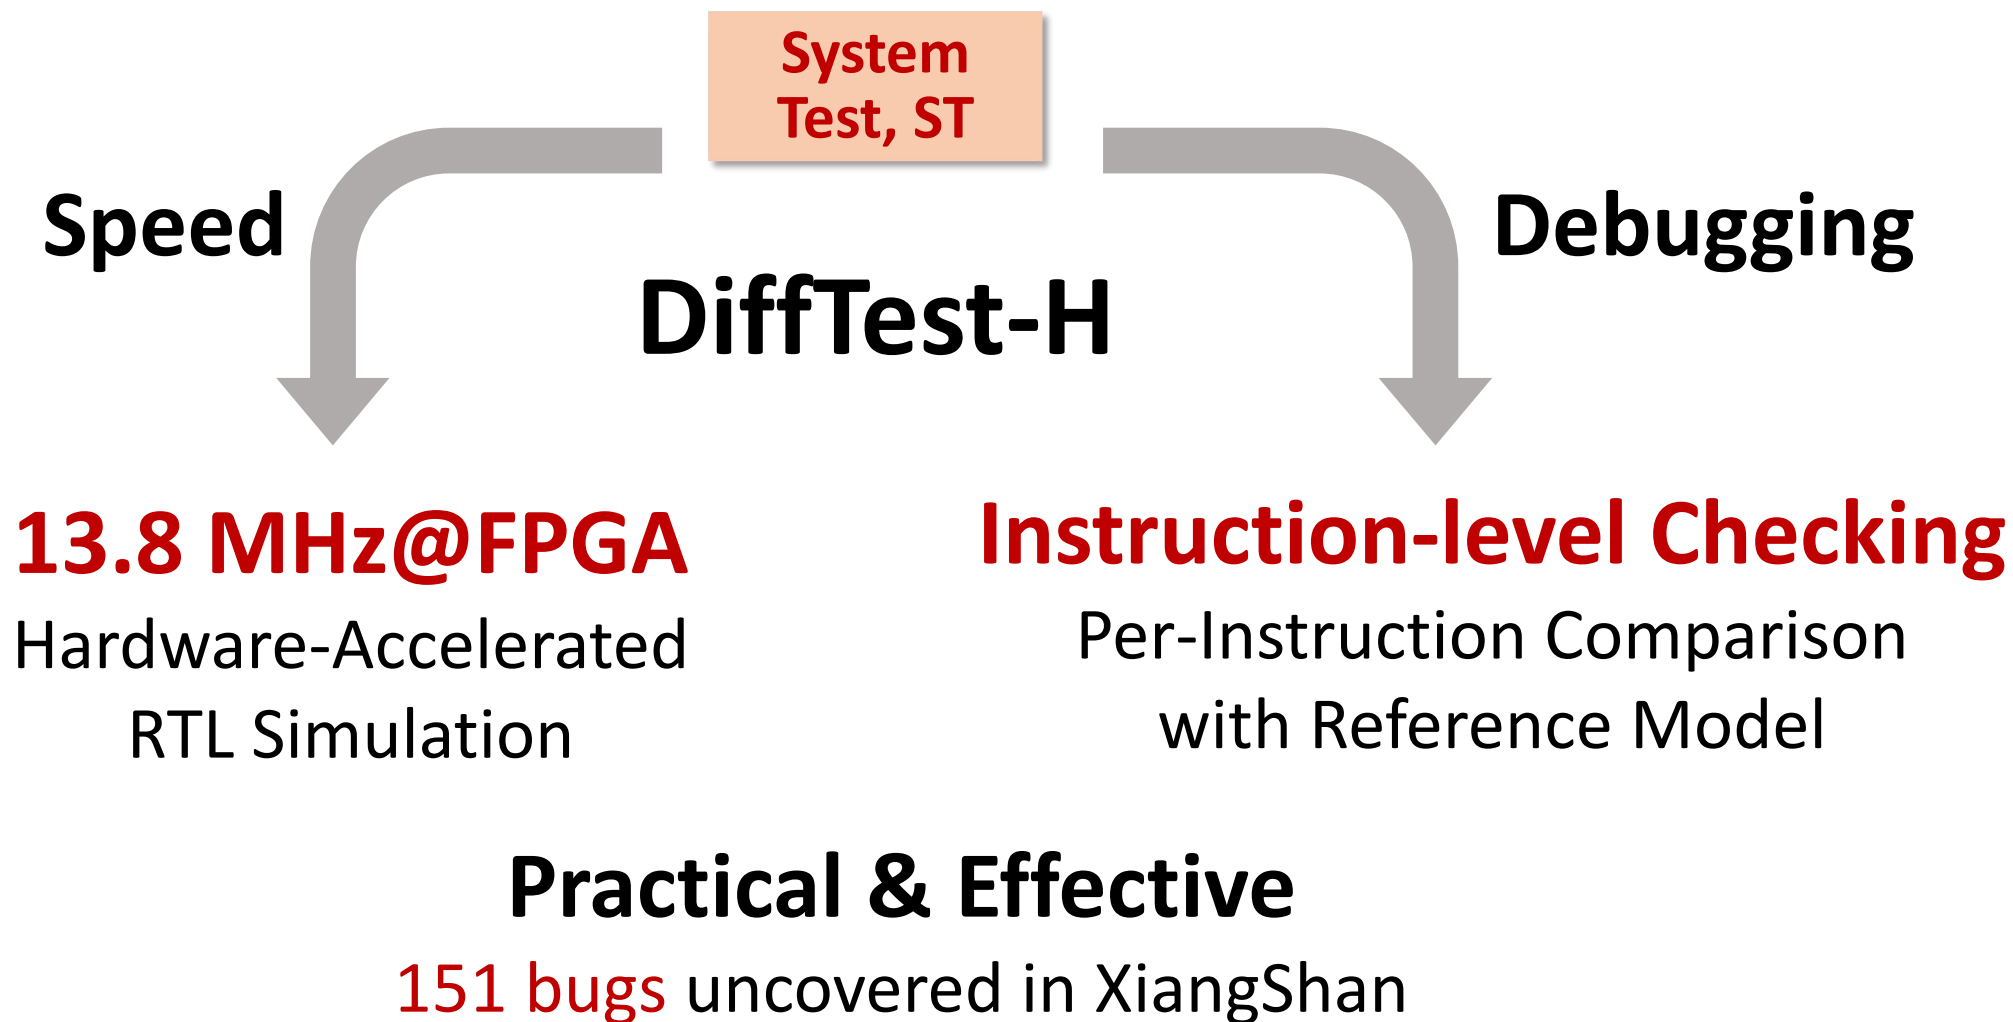 System
Test, ST
Speed
Debugging
DiffTest-H
13.8 MHz@FPGA
Hardware-Accelerated
RTL Simulation
Instruction-level Checking
Per-Instruction Comparison
with Reference Model
Practical & Effective
151 bugs uncovered in XiangShan